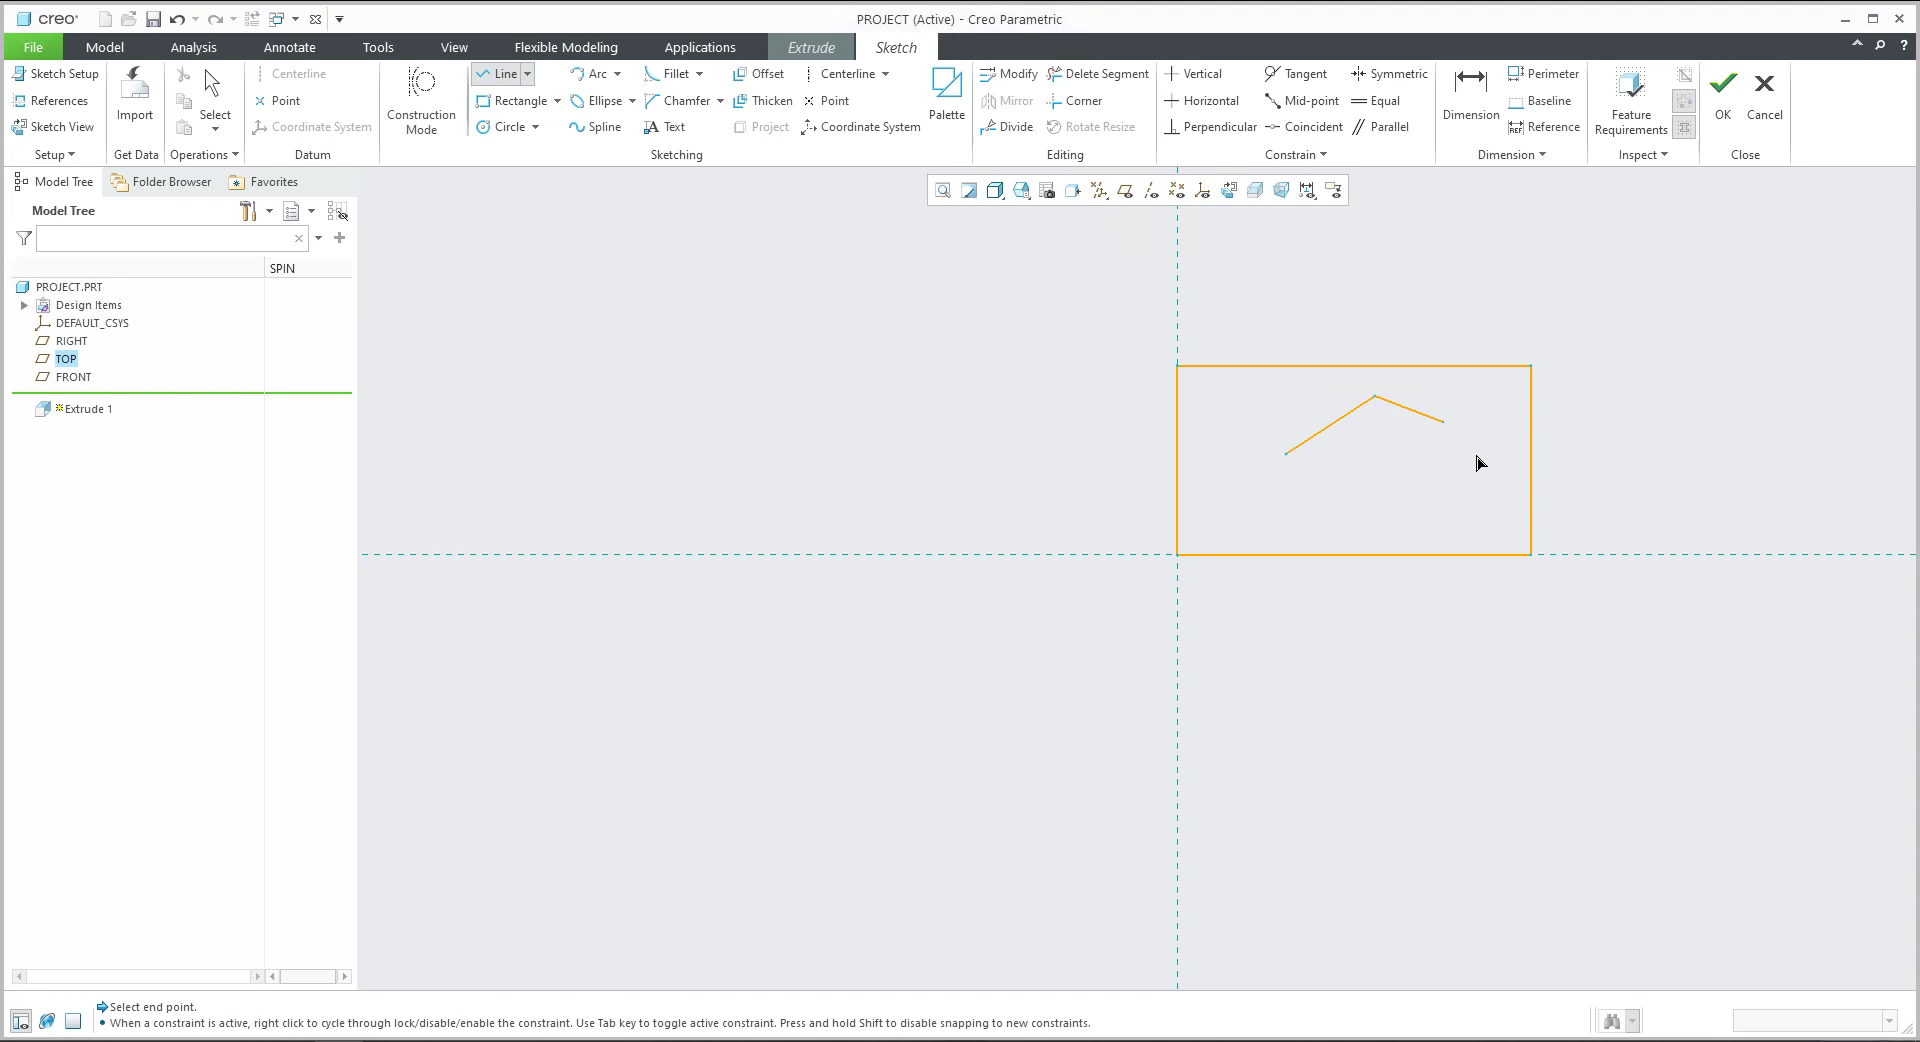 creo
PROJECT (Active) - Creo Parametric
File
Model
Analysis
Annotate
Tools
View
Flexible Modeling
Applications
Extrude
Sketch
Sketch Setup
References
Sketch View
Setup
Import
Get Data
Select
Operations
Centerline
Point
Coordinate System
Datum
Construction
Mode
Line
Rectangle
Circle
Arc
Ellipse
Spline
Fillet
Chamfer
Text
Offset
Thicken
Project
Centerline
Point
Coordinate System
Palette
Sketching
Modify
Mirror
Divide
Delete Segment
Corner
Rotate Resize
Editing
Vertical
Horizontal
Perpendicular
Tangent
Mid-point
Coincident
Symmetric
Equal
Parallel
Constrain
Dimension
Perimeter
Baseline
REF Reference
Dimension
Feature
Requirements
Inspect
OK
Cancel
Close
Model Tree
Folder Browser
Favorites
Model Tree
SPIN
PROJECT.PRT
Design Items
DEFAULT_CSYS
RIGHT
TOP
FRONT
Extrude 1
Select end point.
• When a constraint is active, right click to cycle through lock/disable/enable the constraint. Use Tab key to toggle active constraint. Press and hold Shift to disable snapping to new constraints.